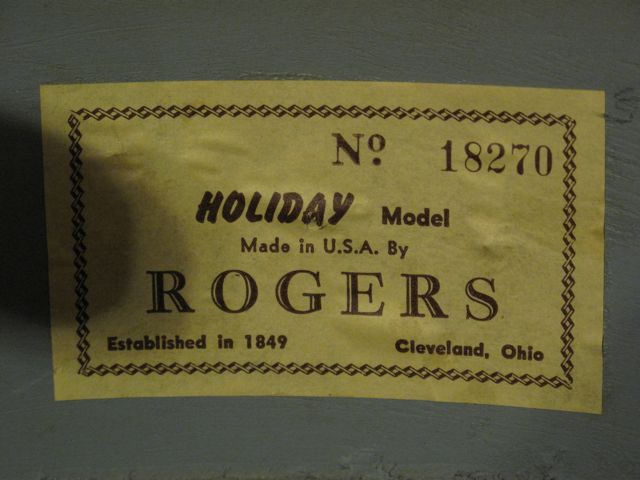 Nº 18270
HOLIDAY Model
Made in U.S.A. By
ROGERS
Established in 1849 Cleveland, Ohio